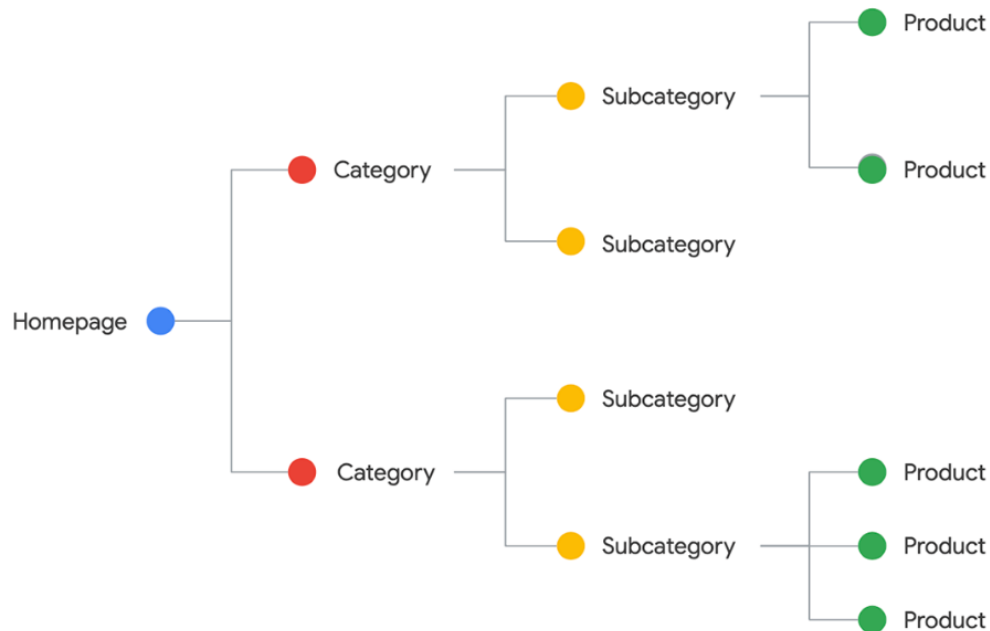 Product
Subcategory
Category
Product
Subcategory
Homepage
Subcategory
Category
Product
Subcategory
Product
Product